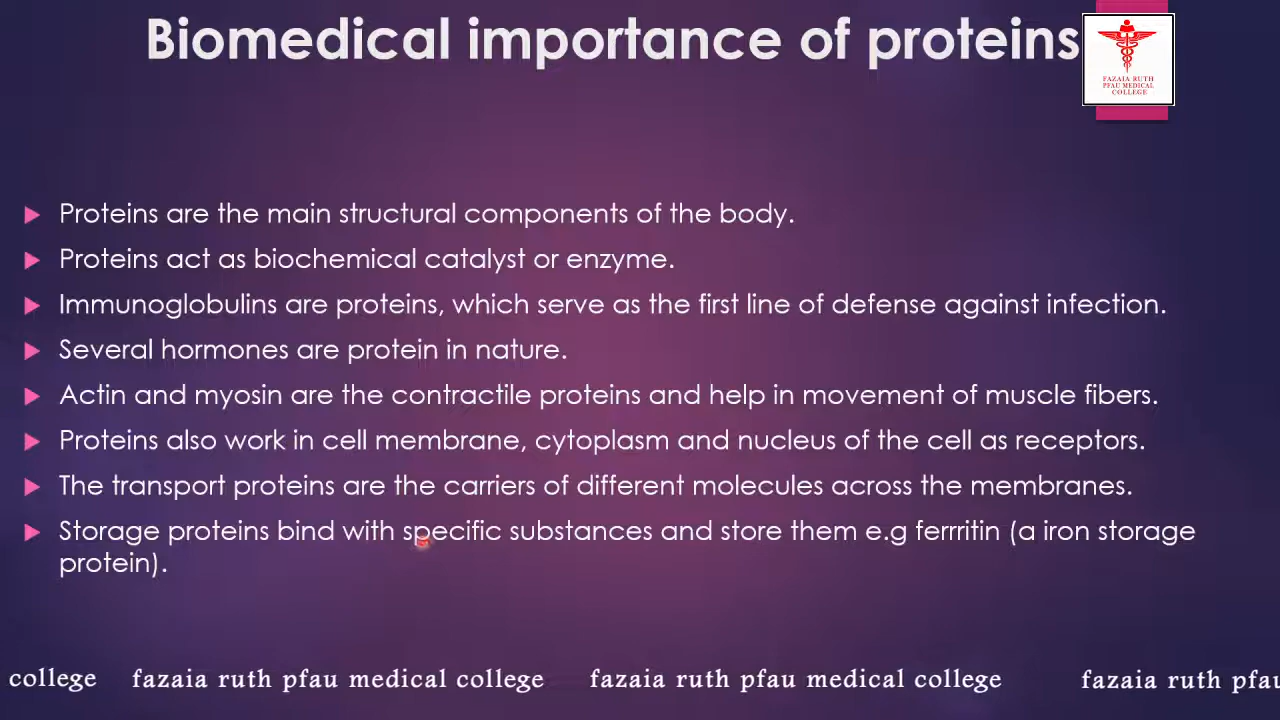 Biomedical importance of proteins
FAZAIA RUTH
PFAU MEDICAL
COLLEGE
Proteins are the main structural components of the body.
Proteins act as biochemical catalyst or enzyme.
Immunoglobulins are proteins, which serve as the first line of defense against infection.
Several hormones are protein in nature.
Actin and myosin are the contractile proteins and help in movement of muscle fibers.
Proteins also work in cell membrane, cytoplasm and nucleus of the cell as receptors.
The transport proteins are the carriers of different molecules across the membranes.
Storage proteins bind with specific substances and store them e.g ferrritin (a iron storage
protein).
college fazaia ruth pfau medical college fazaia ruth pfau medical college fazaia ruth pfau